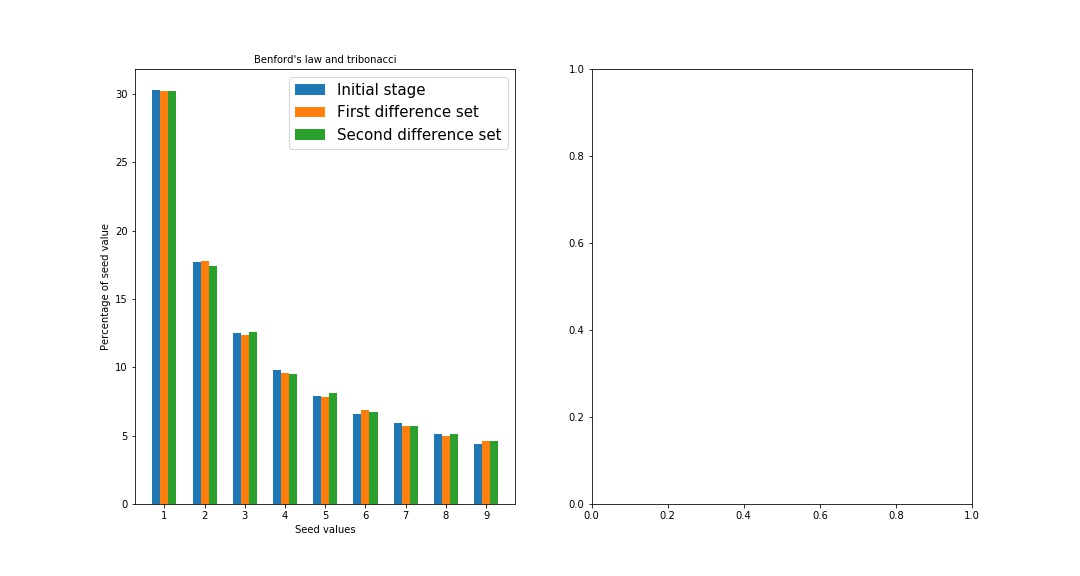 Benford's law and tribonacci
Initial stage
First difference set
Second difference set
Percentage of seed value
30
25
20
15
10
5
0
1 2 3 4 5 6 7 8 9
Seed values
1.0
0.8
0.6
0.4
0.2
0.0
0.0 0.2 0.4 0.6 0.8 1.0